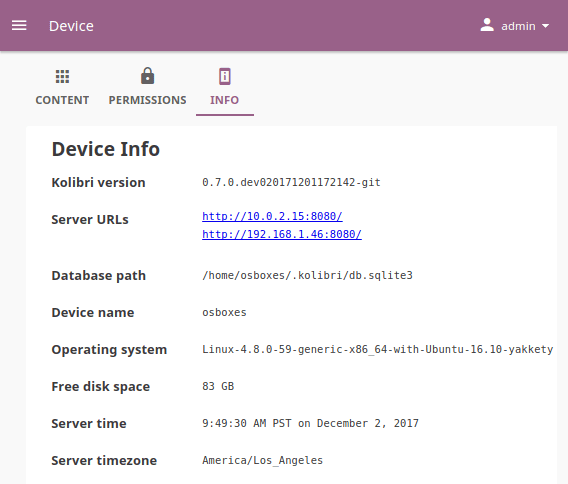 Device
admin
CONTENT PERMISSIONS INFO
Device Info
Kolibri version 0.7.0.dev020171201172142-git
Server URLs http://10.0.2.15:8080/
http://192.168.1.46:8080/
Database path /home/osboxes/.kolibri/db.sqlite3
Device name osboxes
Operating system Linux-4.8.0-59-generic-x86_64-with-Ubuntu-16.10-yakkety
Free disk space 83 GB
Server time 9:49:30 AM PST on December 2, 2017
Server timezone America/Los_Angeles